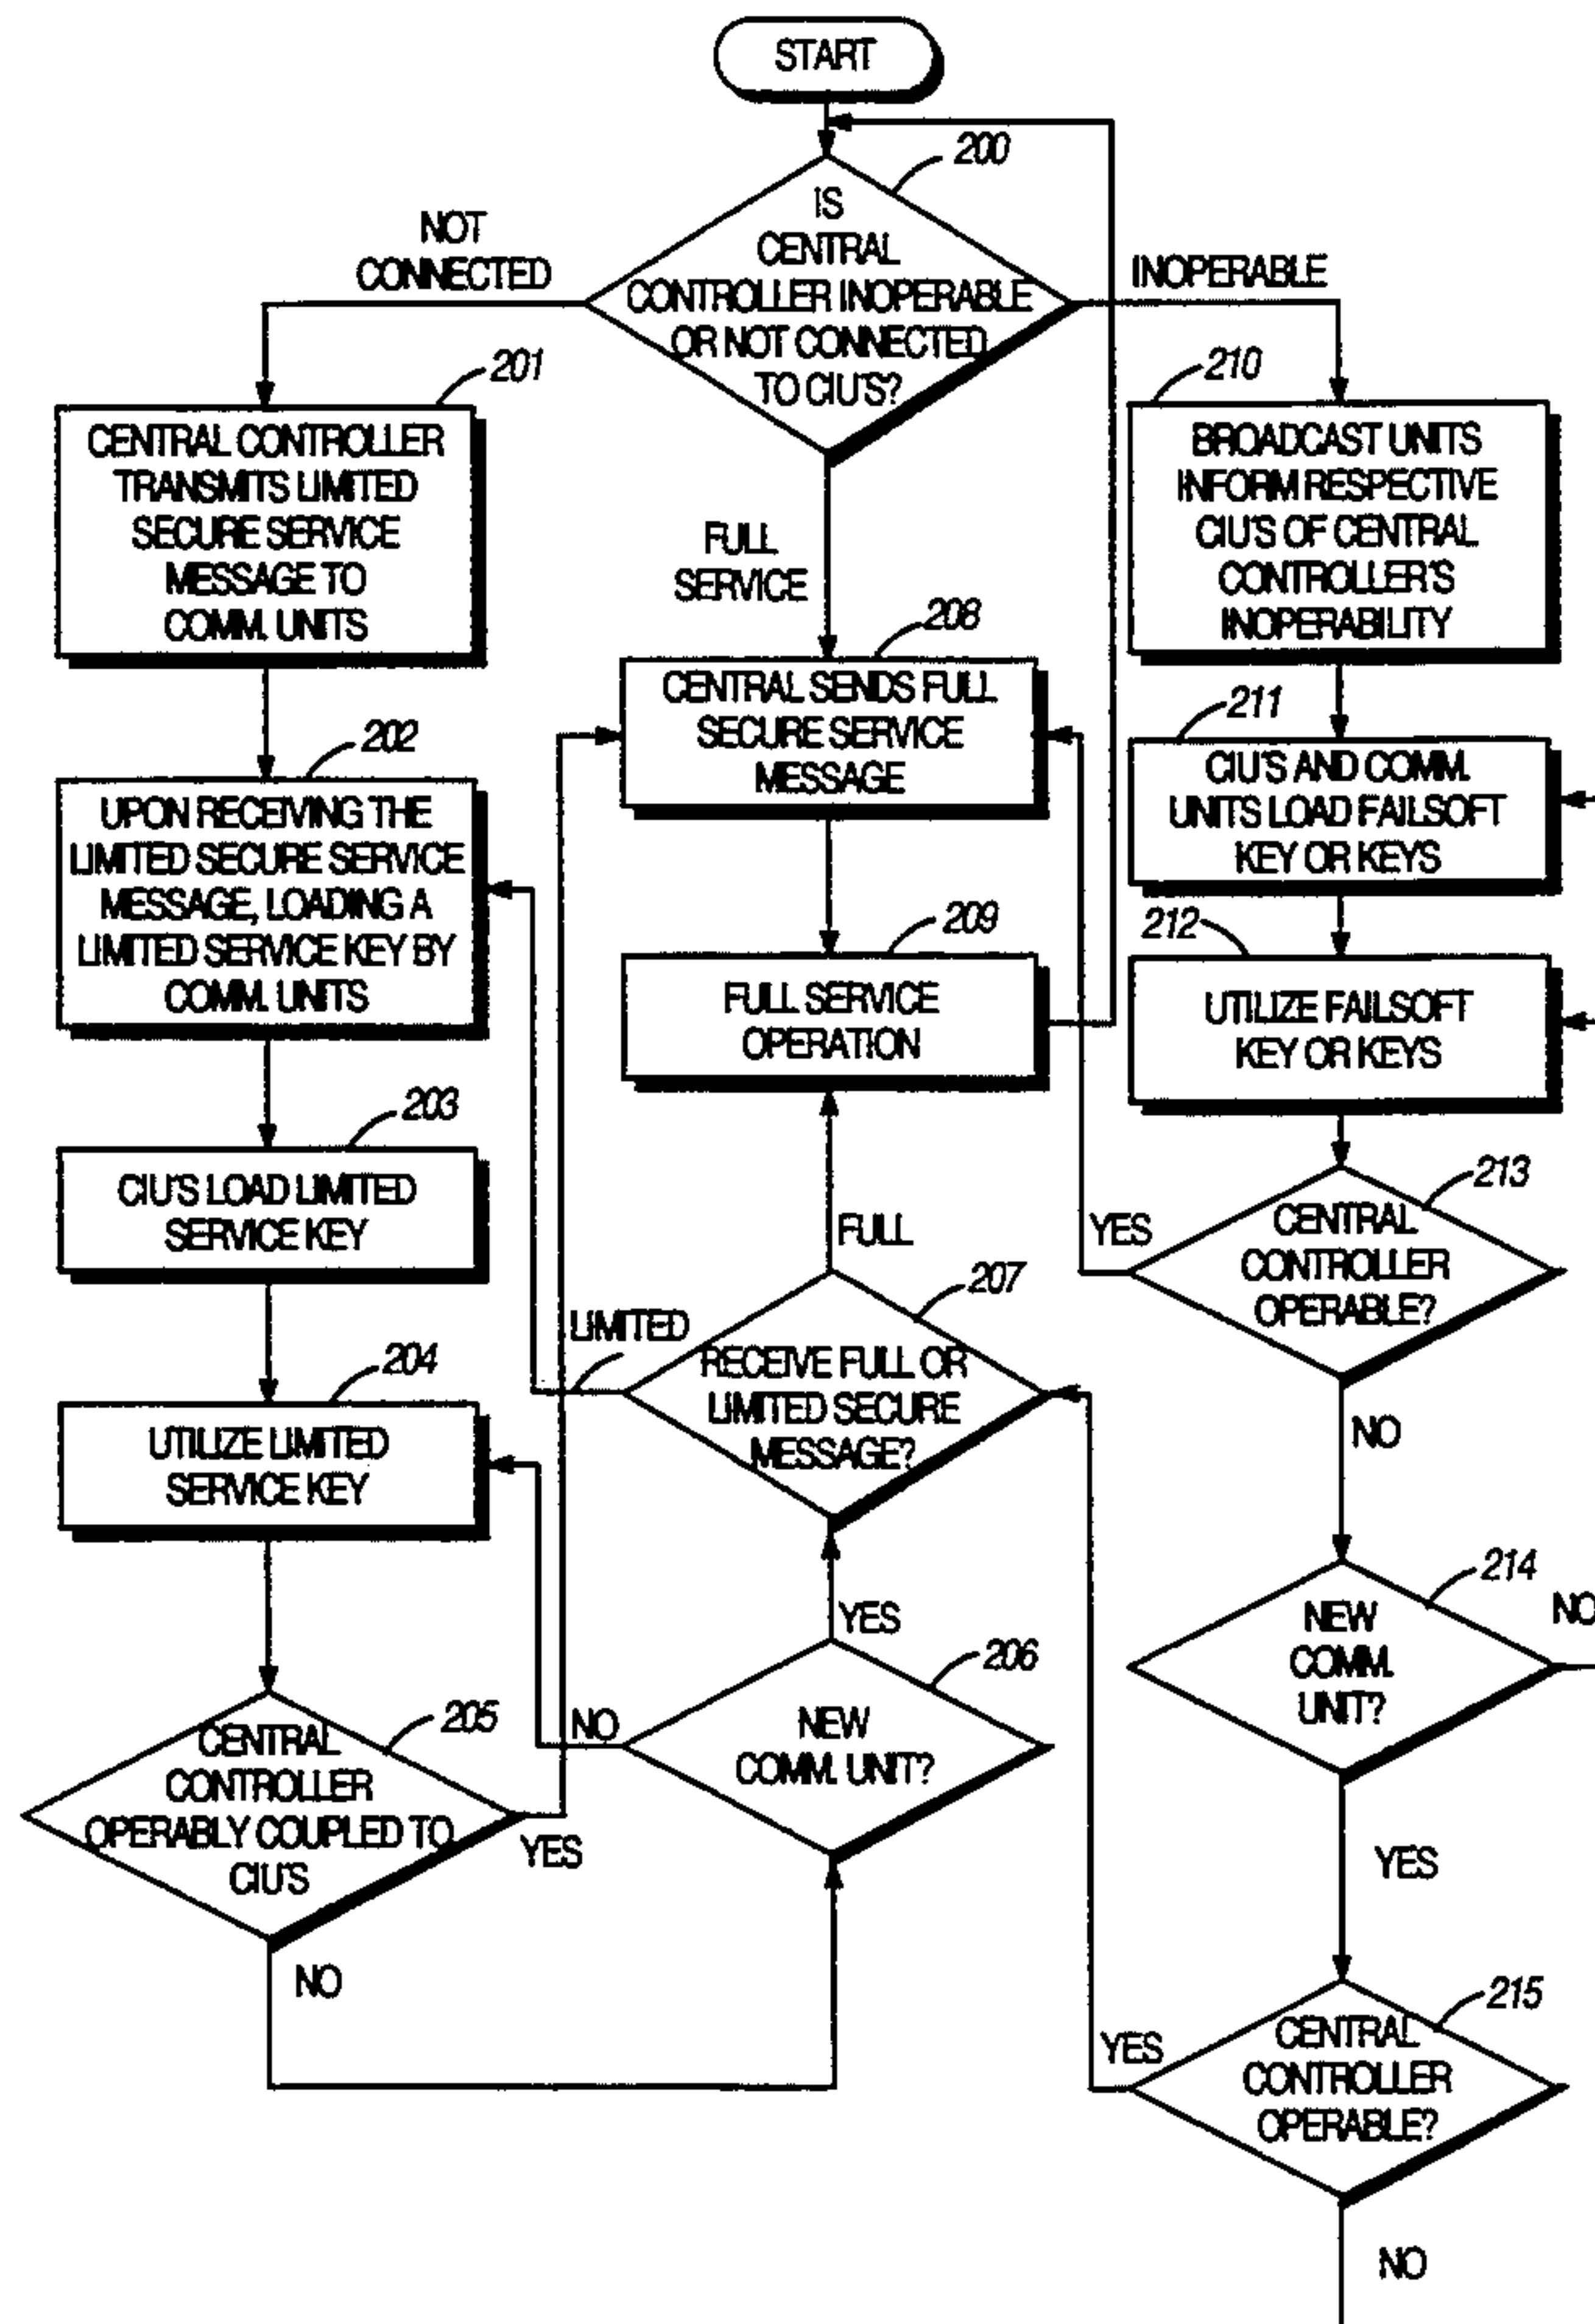 START
200
IS
CENTRAL
CONTROLLER INOPERABLE
OR NOT CONNECTED
TO CIU'S?
NOT
CONNECTED
INOPERABLE
FULL
SERVICE
201
CENTRAL CONTROLLER
TRANSMITS LIMITED
SECURE SERVICE
MESSAGE TO
COMM. UNITS
202
UPON RECEIVING THE
LIMITED SECURE SERVICE
MESSAGE, LOADING A
LIMITED SERVICE KEY BY
COMM. UNITS
203
CIU'S LOAD LIMITED
SERVICE KEY
204
UTILIZE LIMITED
SERVICE KEY
205
CENTRAL
CONTROLLER
OPERABLY COUPLED TO
CIU'S
YES
NO
208
CENTRAL SENDS FULL
SECURE SERVICE
MESSAGE
209
FULL SERVICE
OPERATION
FULL
207
LIMITED
RECEIVE FULL OR
LIMITED SECURE
MESSAGE?
YES
206
NO
NEW
COMM. UNIT?
210
BROADCAST UNITS
INFORM RESPECTIVE
CIU'S OF CENTRAL
CONTROLLER'S
INOPERABILITY
211
CIU'S AND COMM.
UNITS LOAD FAILSOFT
KEY OR KEYS
212
UTILIZE FAILSOFT
KEY OR KEYS
213
YES
CENTRAL
CONTROLLER
OPERABLE?
NO
214
NEW
COMM.
UNIT?
NO
YES
215
YES
CENTRAL
CONTROLLER
OPERABLE?
NO